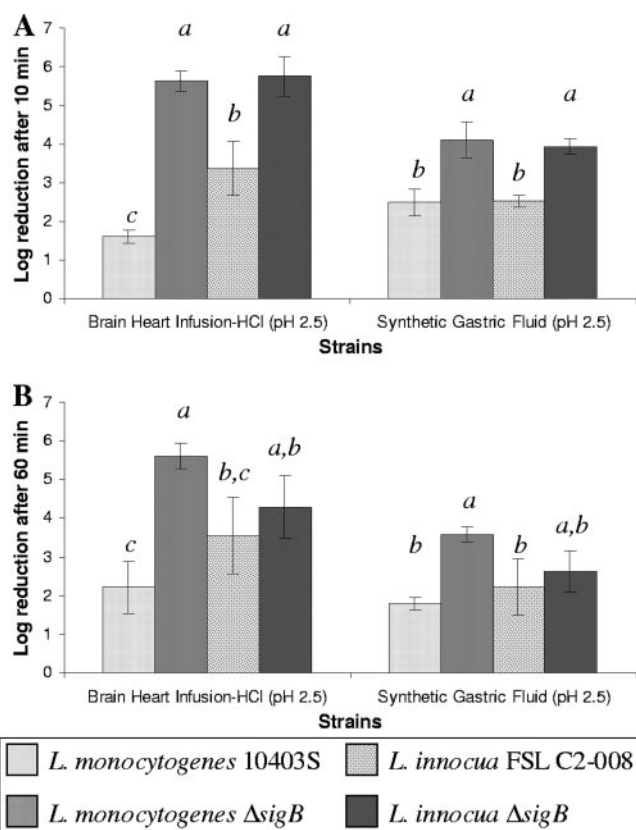 A
Log reduction after 10 min
7
6
5
4
3
2
1
0
c
a
b
a
b
a
b
a
Brain Heart Infusion-HCl (pH 2.5)
Synthetic Gastric Fluid (pH 2.5)
Strains
B
Log reduction after 60 min
7
6
5
4
3
2
1
0
c
a
b,c
a,b
b
a
b
a,b
Brain Heart Infusion-HCl (pH 2.5)
Synthetic Gastric Fluid (pH 2.5)
Strains
L. monocytogenes 10403S
L. innocua FSL C2-008
L. monocytogenes ΔsigB
L. innocua ΔsigB